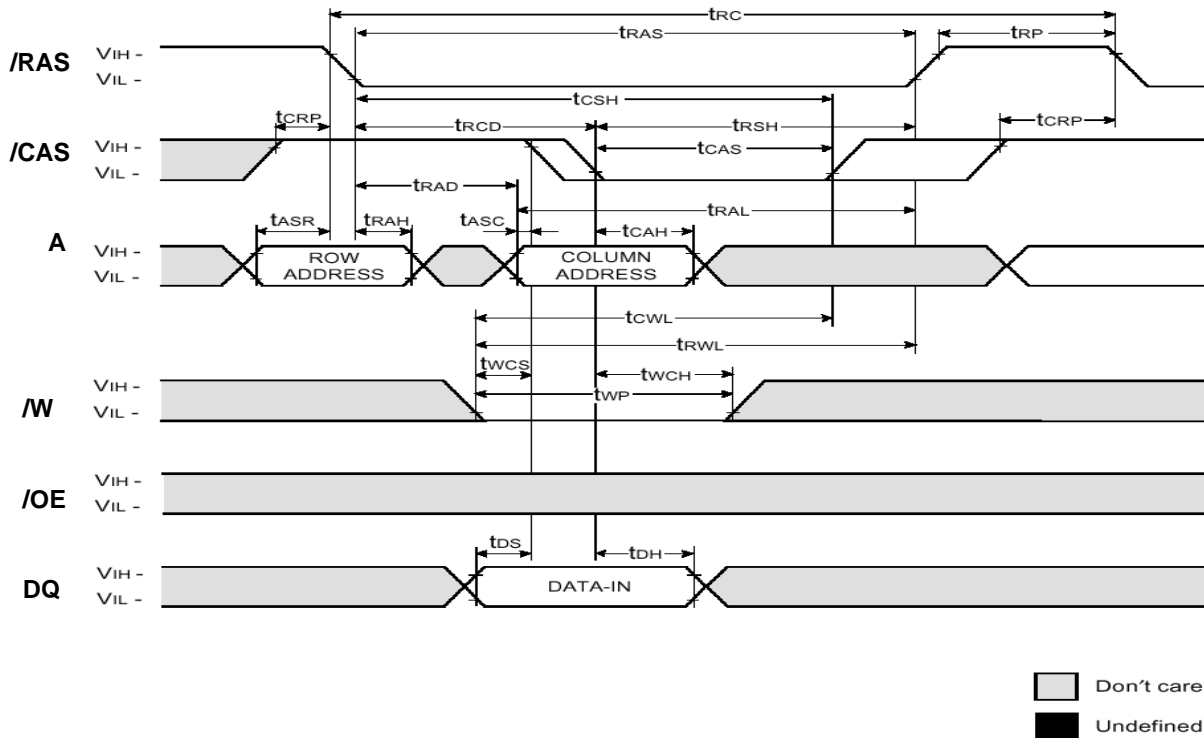 tRC
tRAS
tRP
/RAS
VIH -
VIL -
tCSH
tCRP
tRCD
tRSH
tCRP
/CAS
VIH -
VIL -
tCAS
tRAD
tRAL
tASR
tRAH
tASC
tCAH
A
VIH -
VIL -
ROW
ADDRESS
COLUMN
ADDRESS
tCWL
tRWL
tWCS
tWCH
tWP
/W
VIH -
VIL -
/OE
VIH -
VIL -
tDS
tDH
DQ
VIH -
VIL -
DATA-IN
Don't care
Undefined